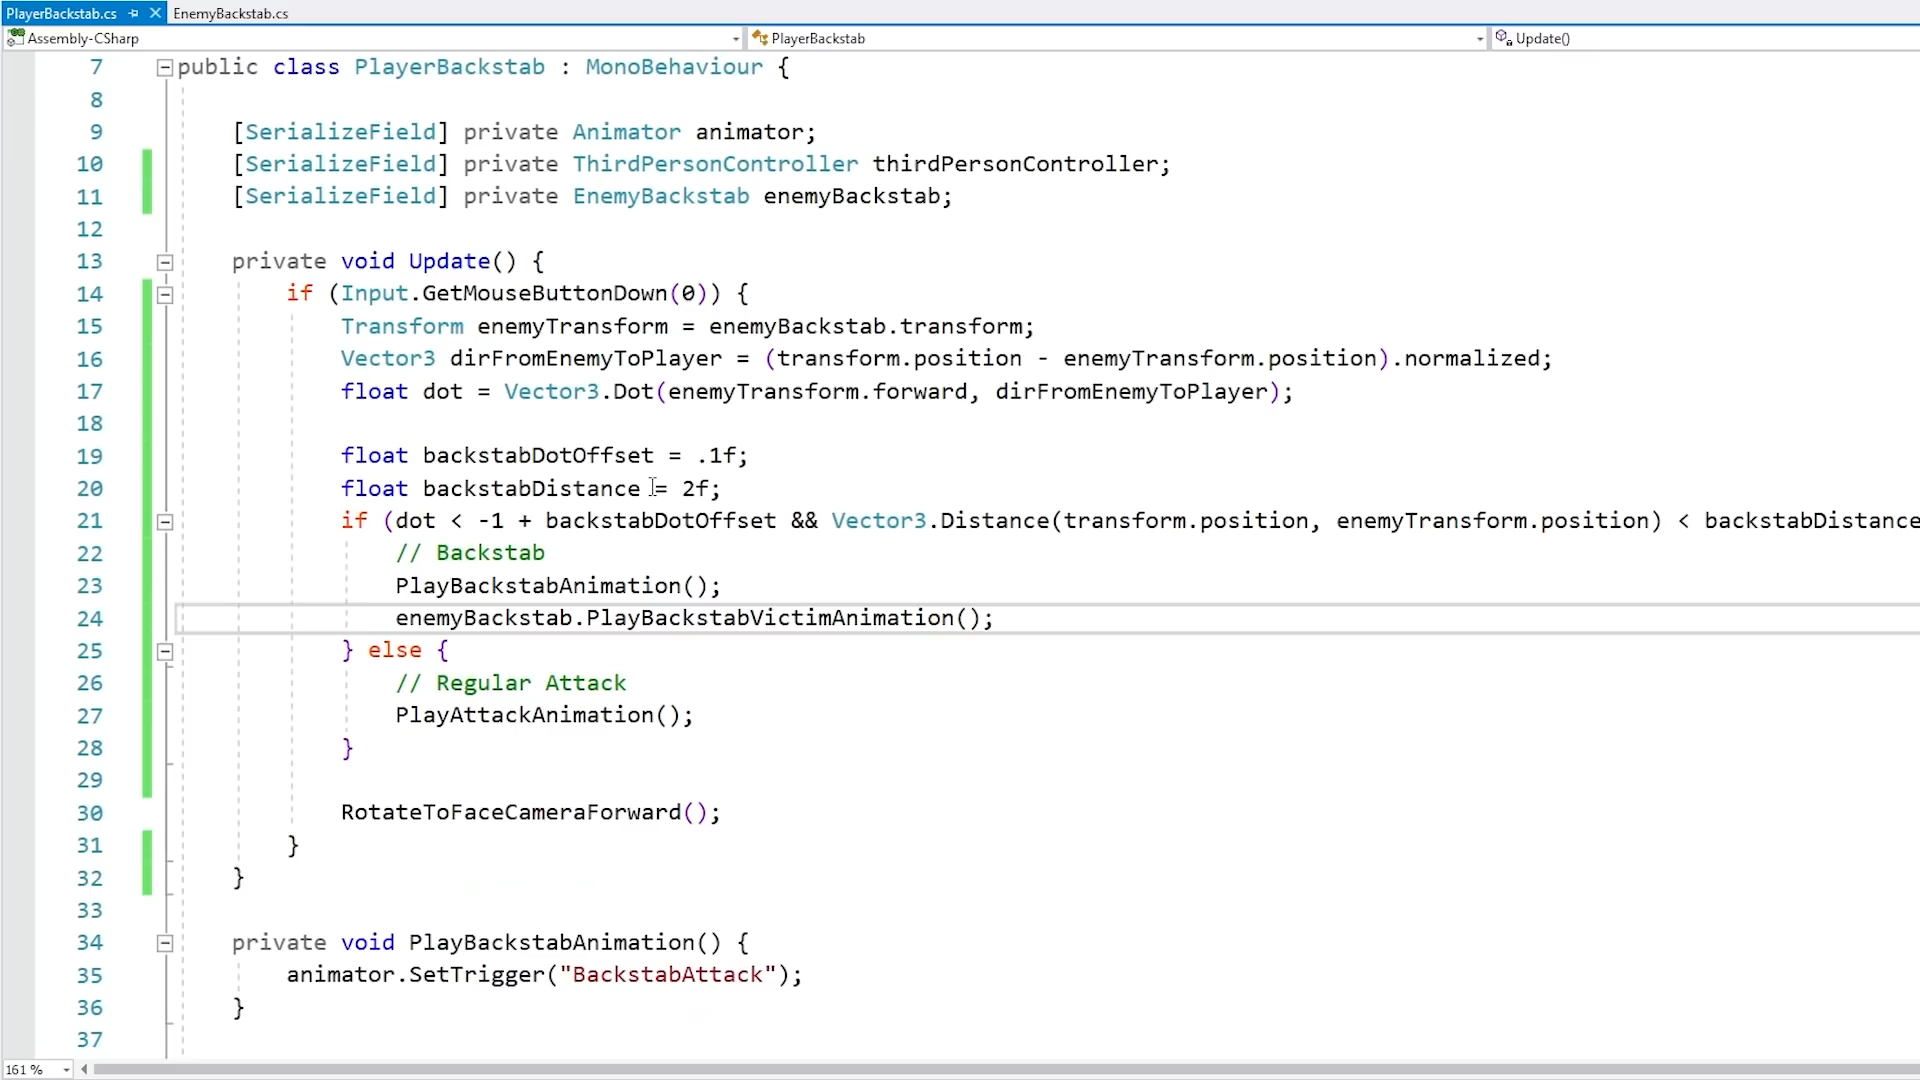 PlayerBackstab.cs EnemyBackstab.cs
Assembly-CSharp PlayerBackstab Update()
7 public class PlayerBackstab : MonoBehaviour {
8
9 [SerializeField] private Animator animator;
10 [SerializeField] private ThirdPersonController thirdPersonController;
11 [SerializeField] private EnemyBackstab enemyBackstab;
12
13 private void Update() {
14 if (Input.GetMouseButtonDown(0)) {
15 Transform enemyTransform = enemyBackstab.transform;
16 Vector3 dirFromEnemyToPlayer = (transform.position - enemyTransform.position).normalized;
17 float dot = Vector3.Dot(enemyTransform.forward, dirFromEnemyToPlayer);
18
19 float backstabDotOffset = .1f;
20 float backstabDistance = 2f;
21 if (dot < -1 + backstabDotOffset && Vector3.Distance(transform.position, enemyTransform.position) < backstabDistance
22 // Backstab
23 PlayBackstabAnimation();
24 enemyBackstab.PlayBackstabVictimAnimation();
25 } else {
26 // Regular Attack
27 PlayAttackAnimation();
28 }
29
30 RotateToFaceCameraForward();
31 }
32 }
33
34 private void PlayBackstabAnimation() {
35 animator.SetTrigger("BackstabAttack");
36 }
37
161 %